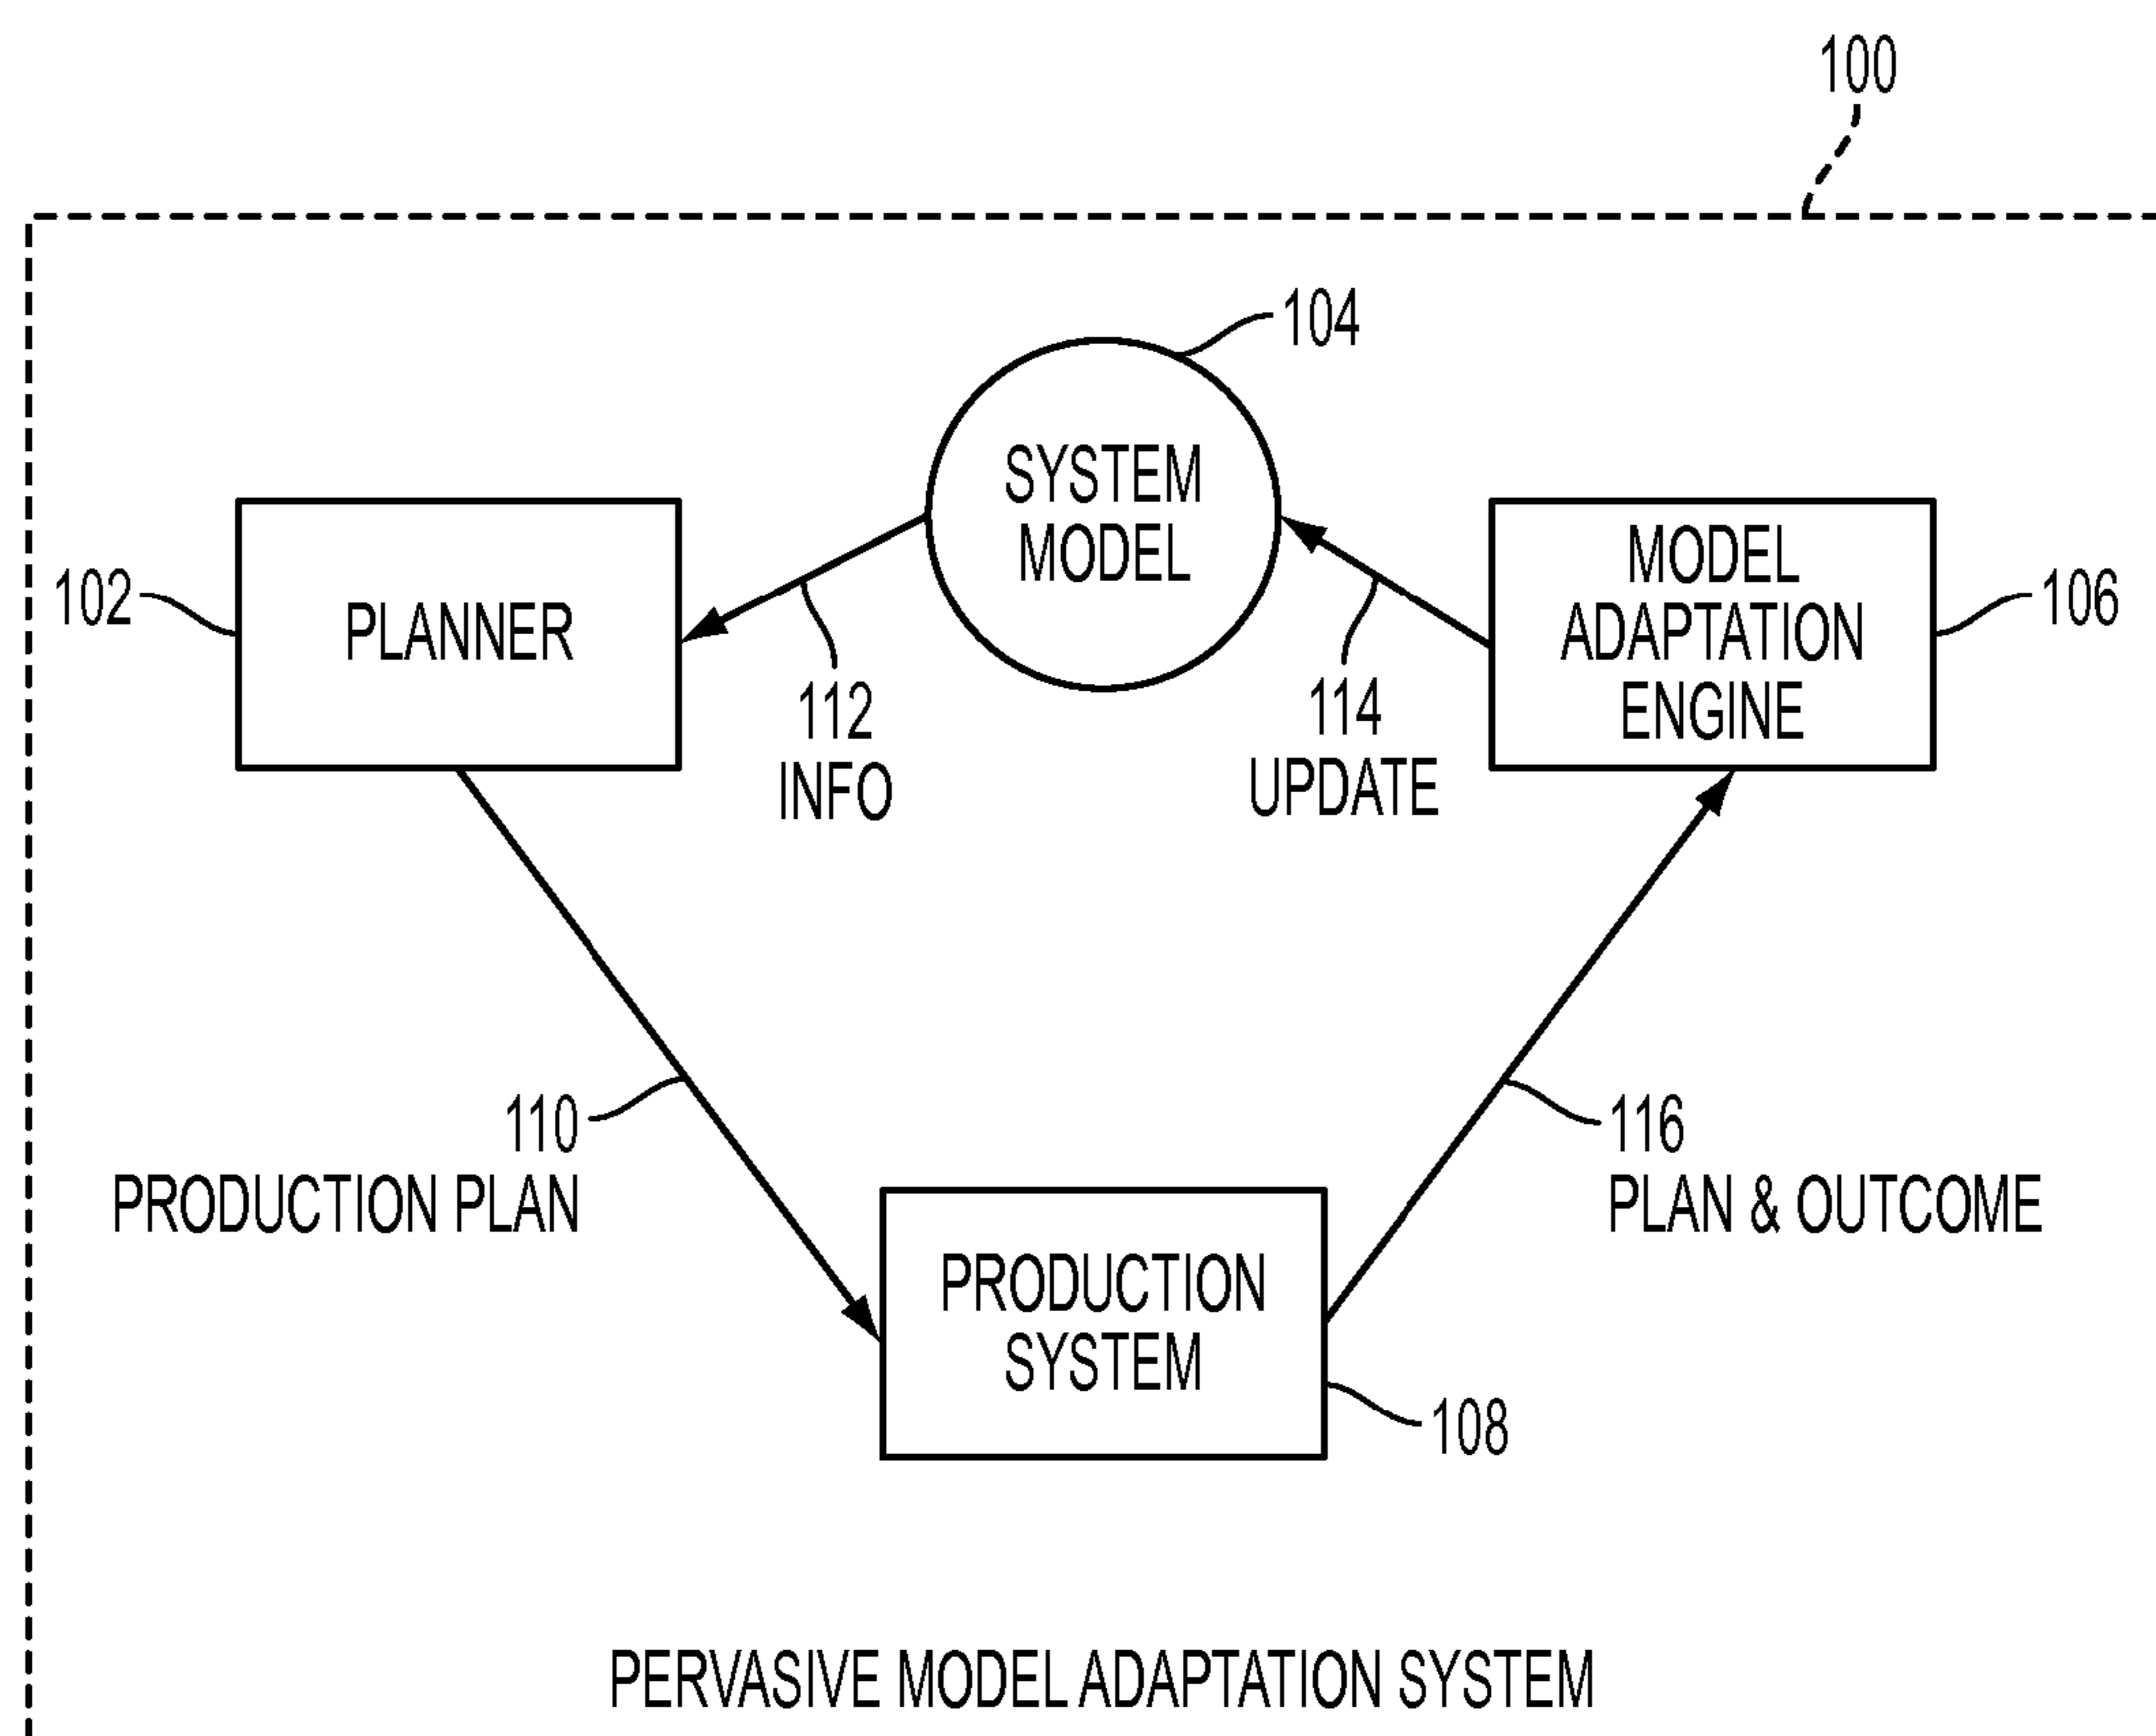 100
104
SYSTEM
MODEL
102
PLANNER
MODEL
ADAPTATION
ENGINE
106
112
INFO
114
UPDATE
110
PRODUCTION PLAN
116
PLAN & OUTCOME
PRODUCTION
SYSTEM
108
PERVASIVE MODEL ADAPTATION SYSTEM